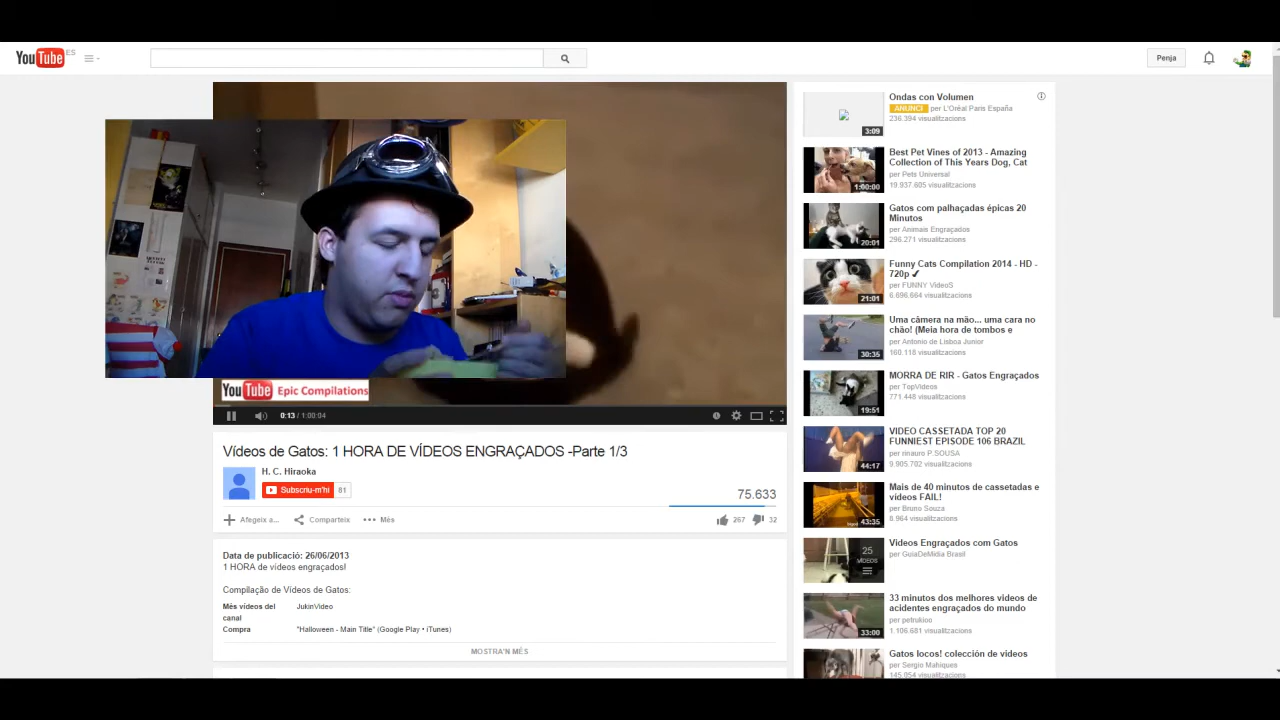 YouTube ES
Penja
YouTube Epic Compilations
0:13 / 1:00:04
Vídeos de Gatos: 1 HORA DE VÍDEOS ENGRAÇADOS -Parte 1/3
H. C. Hiraoka
Subscriu-m'hi 81
75.633
Afegeix a... Comparteix Més 267 32
Data de publicació: 26/06/2013
1 HORA de vídeos engraçados!
Compilação de Vídeos de Gatos:
Més vídeos del JukinVideo
canal
Compra "Halloween - Main Title" (Google Play • iTunes)
MOSTRA'N MÉS
Ondas con Volumen
ANUNCI per L'Oréal Paris España
236.394 visualitzacions
3:09
Best Pet Vines of 2013 - Amazing
Collection of This Years Dog, Cat
per Pets Universal
19.937.605 visualitzacions
1:00:00
Gatos com palhaçadas épicas 20
Minutos
per Animais Engraçados
296.271 visualitzacions
20:01
Funny Cats Compilation 2014 - HD -
720p ✔
per FUNNY VideoS
6.696.664 visualitzacions
21:01
Uma câmera na mão... uma cara no
chão! (Meia hora de tombos e
per Antonio de Lisboa Junior
160.118 visualitzacions
30:35
MORRA DE RIR - Gatos Engraçados
per TopVideos
771.448 visualitzacions
19:51
VIDEO CASSETADA TOP 20
FUNNIEST EPISODE 106 BRAZIL
per rinauro P.SOUSA
9.905.702 visualitzacions
44:17
Mais de 40 minutos de cassetadas e
vídeos FAIL!
per Bruno Souza
8.964 visualitzacions
43:35
Videos Engraçados com Gatos
per GuiaDeMidia Brasil
25
VÍDEOS
33 minutos dos melhores videos de
acidentes engraçados do mundo
per petrukioo
1.106.681 visualitzacions
33:00
Gatos locos! colección de videos
per Sergio Mahiques
145.054 visualitzacions